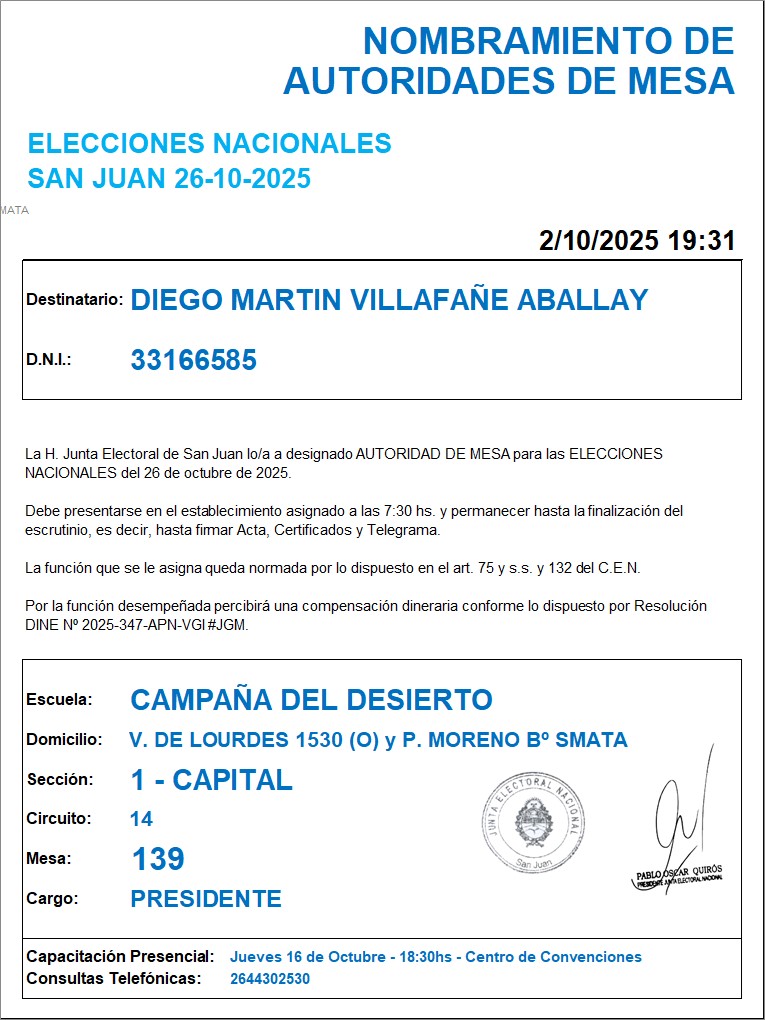 NOMBRAMIENTO DE
AUTORIDADES DE MESA
ELECCIONES NACIONALES
SAN JUAN 26-10-2025
MATA
2/10/2025 19:31
Destinatario: DIEGO MARTIN VILLAFAÑE ABALLAY
D.N.I.: 33166585
La H. Junta Electoral de San Juan lo/a a designado AUTORIDAD DE MESA para las ELECCIONES
NACIONALES del 26 de octubre de 2025.
Debe presentarse en el establecimiento asignado a las 7:30 hs. y permanecer hasta la finalización del
escrutinio, es decir, hasta firmar Acta, Certificados y Telegrama.
La función que se le asigna queda normada por lo dispuesto en el art. 75 y s.s. y 132 del C.E.N.
Por la función desempeñada percibirá una compensación dineraria conforme lo dispuesto por Resolución
DINE Nº 2025-347-APN-VGI#JGM.
Escuela: CAMPAÑA DEL DESIERTO
Domicilio: V. DE LOURDES 1530 (O) y P. MORENO Bº SMATA
Sección: 1 - CAPITAL
Circuito: 14
Mesa: 139
Cargo: PRESIDENTE
JUNTA ELECTORAL NACIONAL
San Juan
PABLO OSCAR QUIRÓS
PRESIDENTE JUNTA ELECTORAL NACIONAL
Capacitación Presencial: Jueves 16 de Octubre - 18:30hs - Centro de Convenciones
Consultas Telefónicas: 2644302530